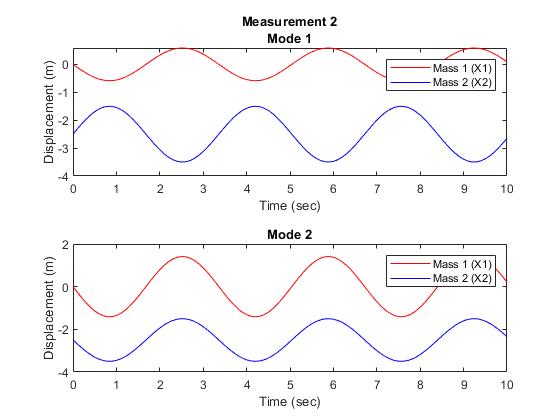 Measurement 2
Mode 1
Displacement (m)
0
-1
-2
-3
-4
Mass 1 (X1)
Mass 2 (X2)
0 1 2 3 4 5 6 7 8 9 10
Time (sec)
Mode 2
Displacement (m)
2
0
-2
-4
Mass 1 (X1)
Mass 2 (X2)
0 1 2 3 4 5 6 7 8 9 10
Time (sec)